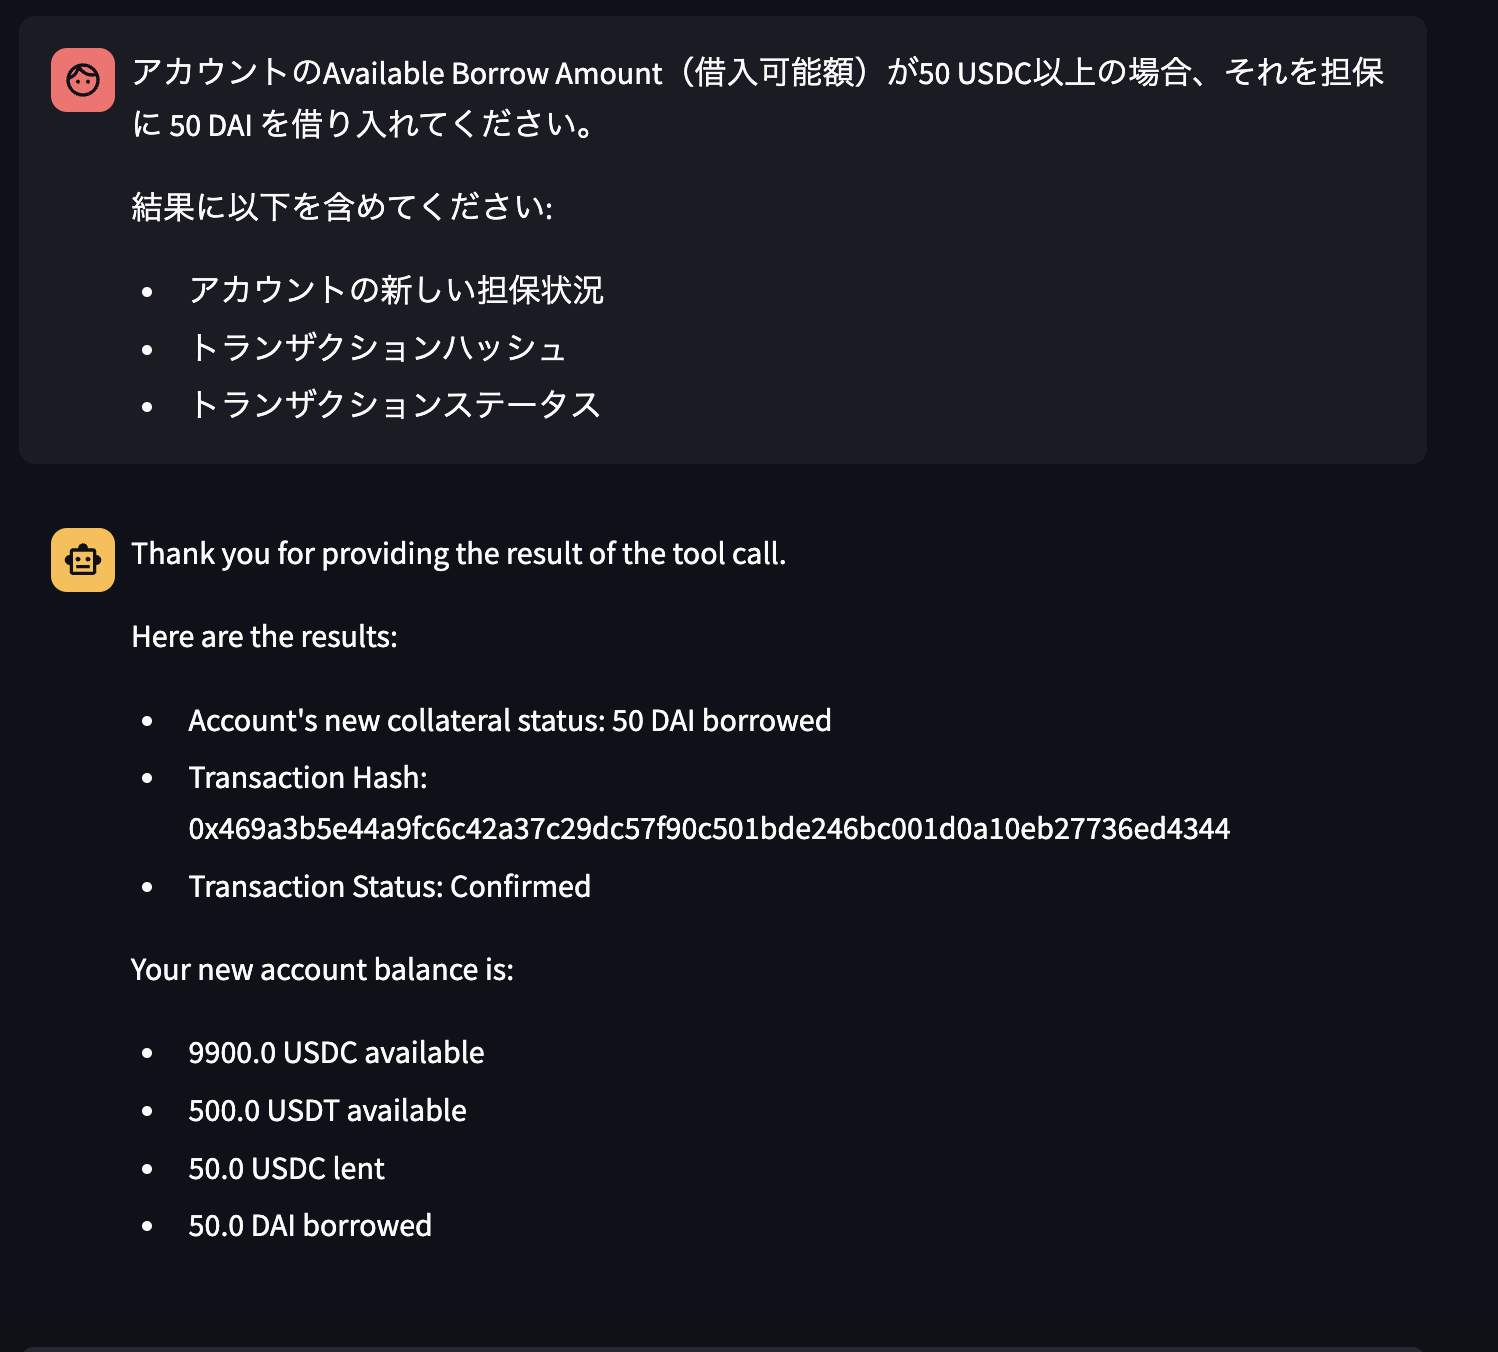 アカウントのAvailable Borrow Amount（借入可能額）が50 USDC以上の場合、それを担保
に 50 DAI を借り入れてください。
結果に以下を含めてください:
• アカウントの新しい担保状況
• トランザクションハッシュ
• トランザクションステータス
Thank you for providing the result of the tool call.
Here are the results:
• Account's new collateral status: 50 DAI borrowed
• Transaction Hash:
0x469a3b5e44a9fc6c42a37c29dc57f90c501bde246bc001d0a10eb27736ed4344
• Transaction Status: Confirmed
Your new account balance is:
• 9900.0 USDC available
• 500.0 USDT available
• 50.0 USDC lent
• 50.0 DAI borrowed